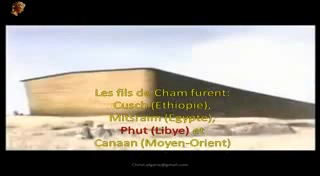 Les fils de Cham furent:
Cusch (Ethiopie),
Mitsraïm (Egypte),
Phut (Libye) et
Canaan (Moyen-Orient)